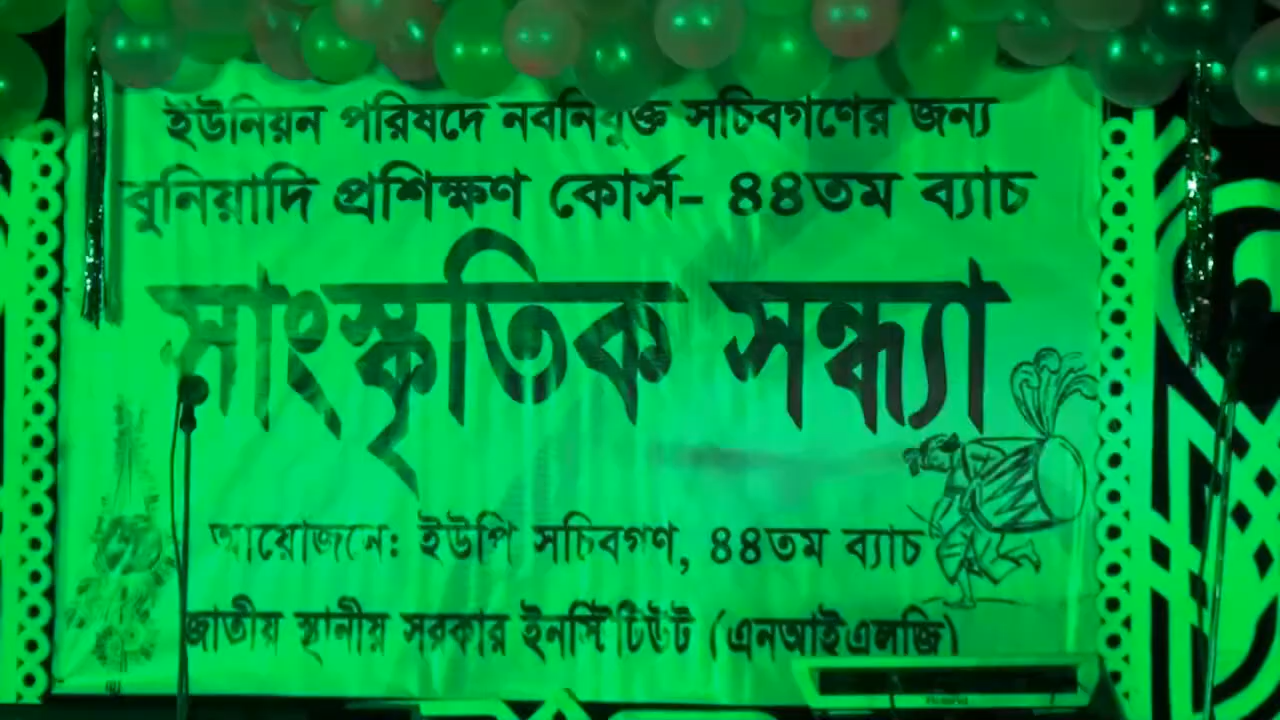 ইউনিয়ন পরিষদে নবনিযুক্ত সচিবগণের জন্য
বুনিয়াদি প্রশিক্ষণ কোর্স- ৪৪তম ব্যাচ
সাংস্কৃতিক সন্ধ্যা
আয়োজনে: ইউপি সচিবগণ, ৪৪তম ব্যাচ
জাতীয় স্থানীয় সরকার ইনস্টিটিউট (এনআইএলজি)